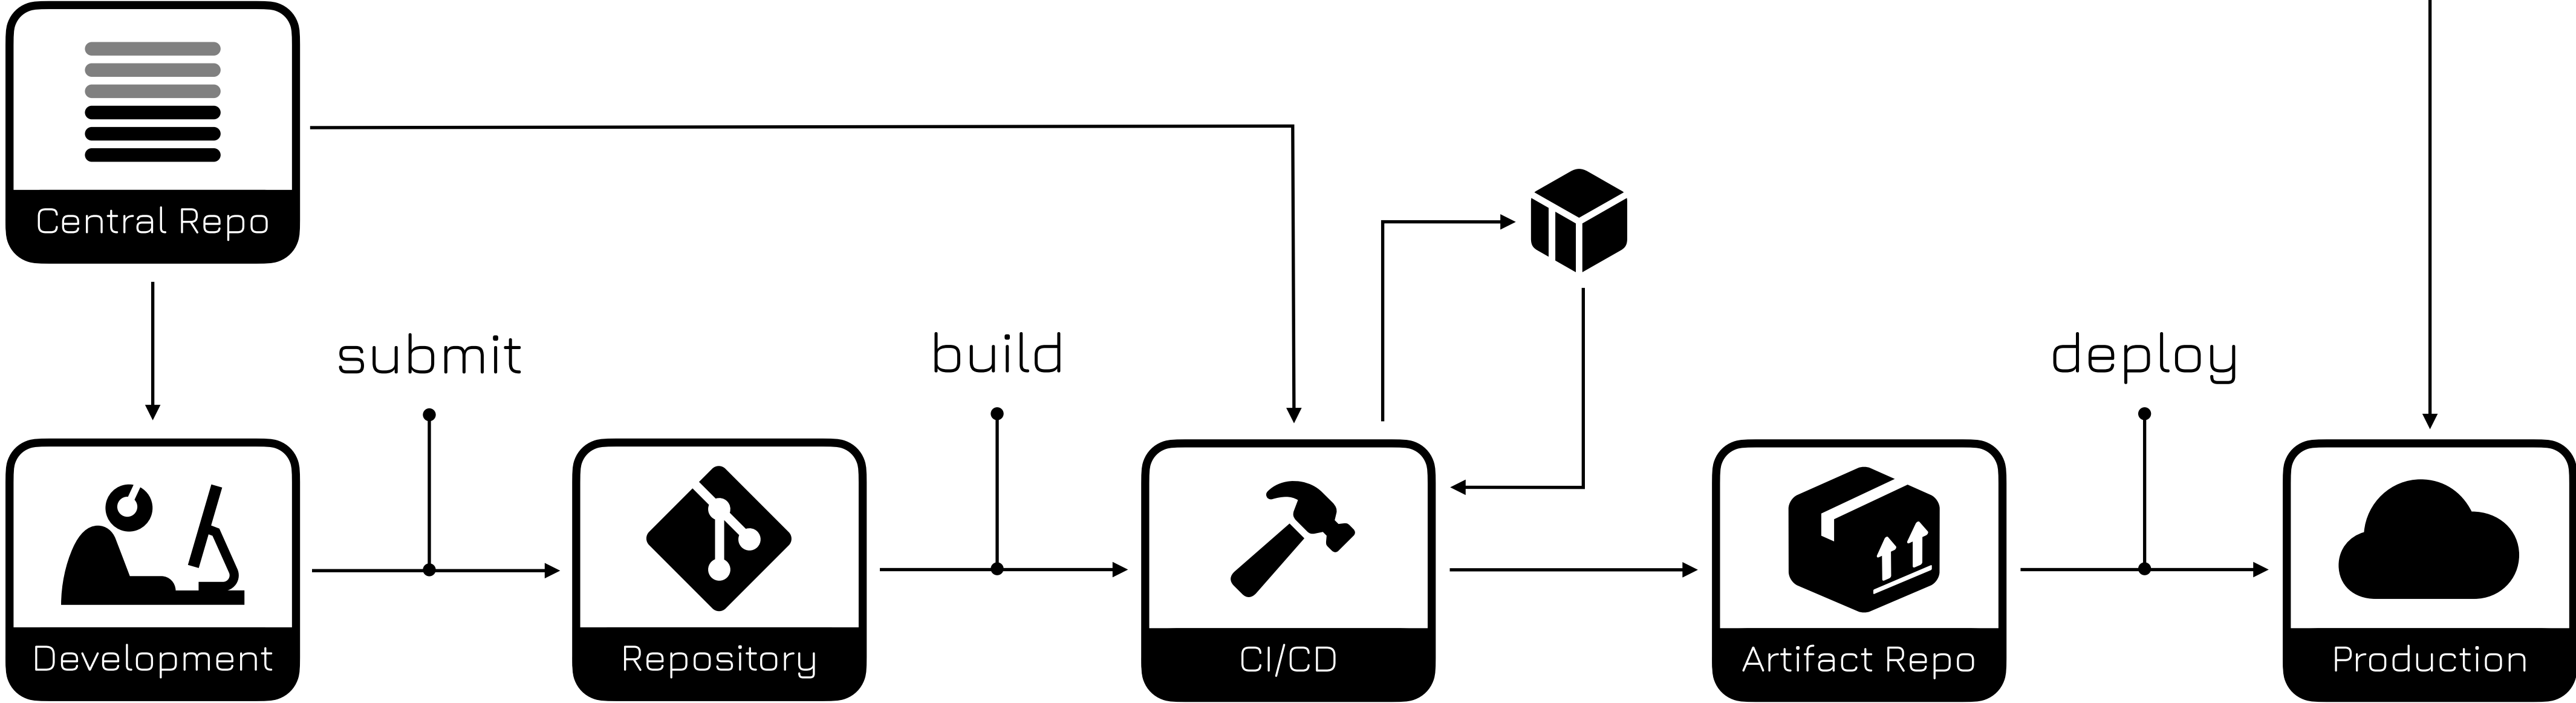 Central Repo
submit
build
deploy
Development
Repository
CI/CD
Artifact Repo
Production